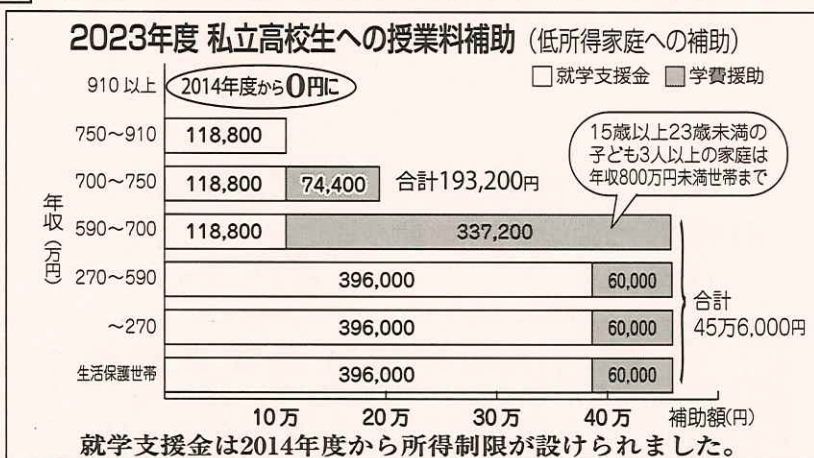 2023年度 私立高校生への授業料補助（低所得家庭への補助）
□就学支援金 ■学費援助
910以上 2014年度から0円に
750〜910 118,800
15歳以上23歳未満の
子ども3人以上の家庭は
年収800万円未満世帯まで
700〜750 118,800 74,400 合計193,200円
年収（万円）
590〜700 118,800 337,200
270〜590 396,000 60,000
〜270 396,000 60,000
生活保護世帯 396,000 60,000
合計
45万6,000円
10万 20万 30万 40万 補助額(円)
就学支援金は2014年度から所得制限が設けられました。